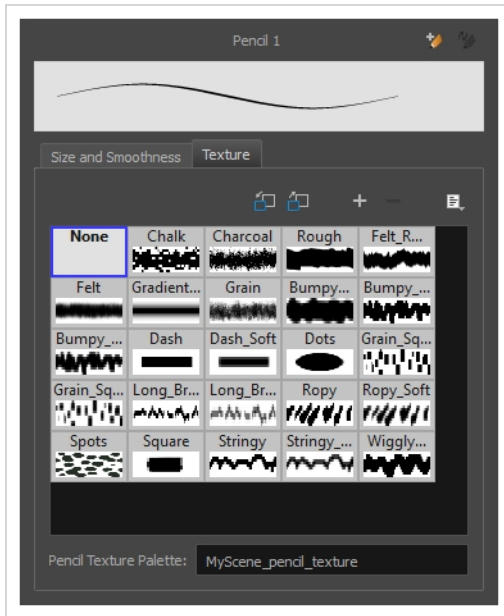 Pencil 1
Size and Smoothness Texture
None Chalk Charcoal Rough Felt_R...
Felt Gradient... Grain Bumpy... Bumpy_...
Bumpy_... Dash Dash_Soft Dots Grain_Sq...
Grain_Sq... Long_Br... Long_Br... Ropy Ropy_Soft
Spots Square Stringy Stringy_... Wiggly...
Pencil Texture Palette: MyScene_pencil_texture